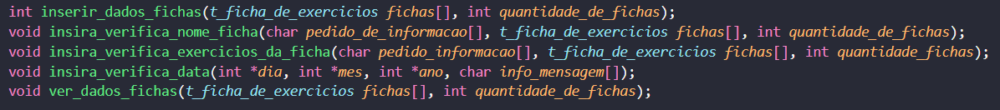 int inserir_dados_fichas(t_ficha_de_exercicios fichas[], int quantidade_de_fichas);
void insira_verifica_nome_ficha(char pedido_de_informacao[], t_ficha_de_exercicios fichas[], int quantidade_de_fichas);
void insira_verifica_exercicios_da_ficha(char pedido_informacao[], t_ficha_de_exercicios fichas[], int quantidade_fichas);
void insira_verifica_data(int *dia, int *mes, int *ano, char info_mensagem[]);
void ver_dados_fichas(t_ficha_de_exercicios fichas[], int quantidade_de_fichas);